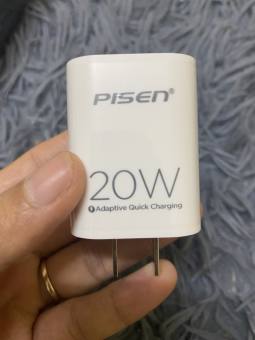 PISEN®
20W
Adaptive Quick Charging